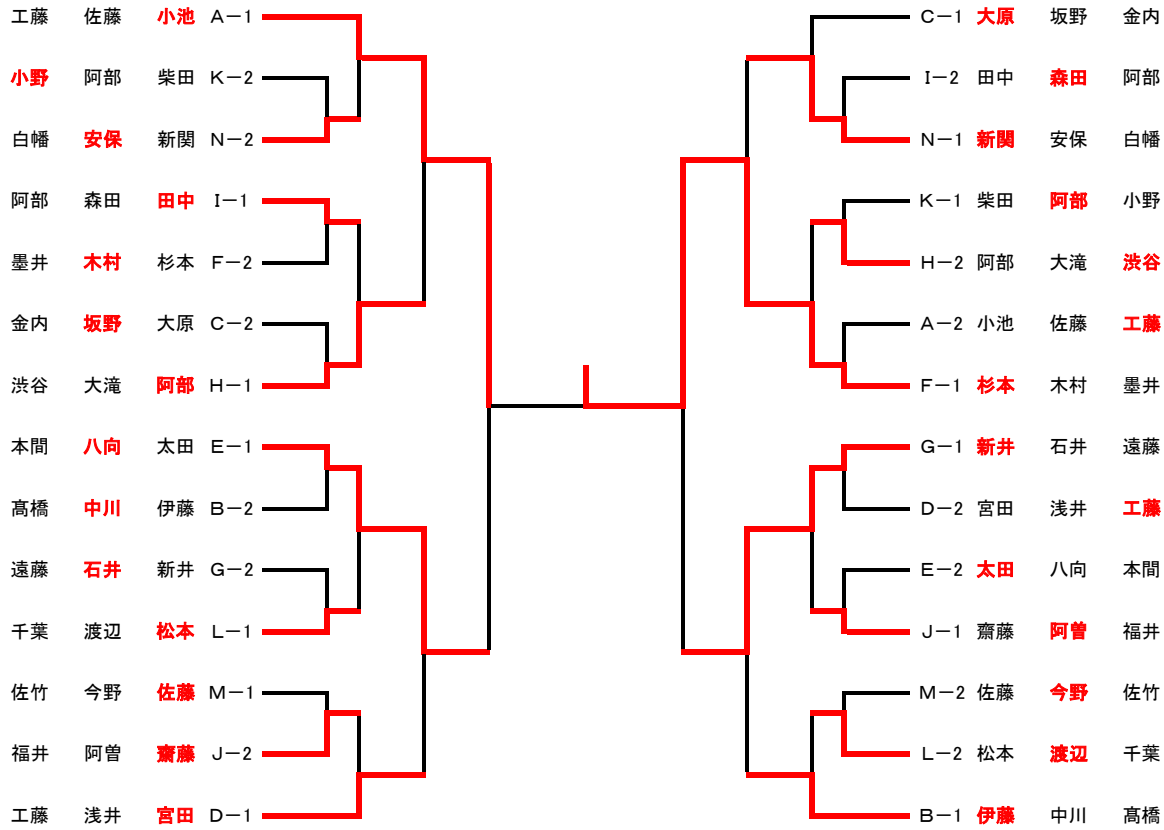 工藤 佐藤 小池 A－1
小野 阿部 柴田 K－2
白幡 安保 新関 N－2
阿部 森田 田中 I－1
墨井 木村 杉本 F－2
金内 坂野 大原 C－2
渋谷 大滝 阿部 H－1
本間 八向 太田 E－1
髙橋 中川 伊藤 B－2
遠藤 石井 新井 G－2
千葉 渡辺 松本 L－1
佐竹 今野 佐藤 M－1
福井 阿曽 齋藤 J－2
工藤 浅井 宮田 D－1
C－1 大原 坂野 金内
I－2 田中 森田 阿部
N－1 新関 安保 白幡
K－1 柴田 阿部 小野
H－2 阿部 大滝 渋谷
A－2 小池 佐藤 工藤
F－1 杉本 木村 墨井
G－1 新井 石井 遠藤
D－2 宮田 浅井 工藤
E－2 太田 八向 本間
J－1 齋藤 阿曽 福井
M－2 佐藤 今野 佐竹
L－2 松本 渡辺 千葉
B－1 伊藤 中川 髙橋